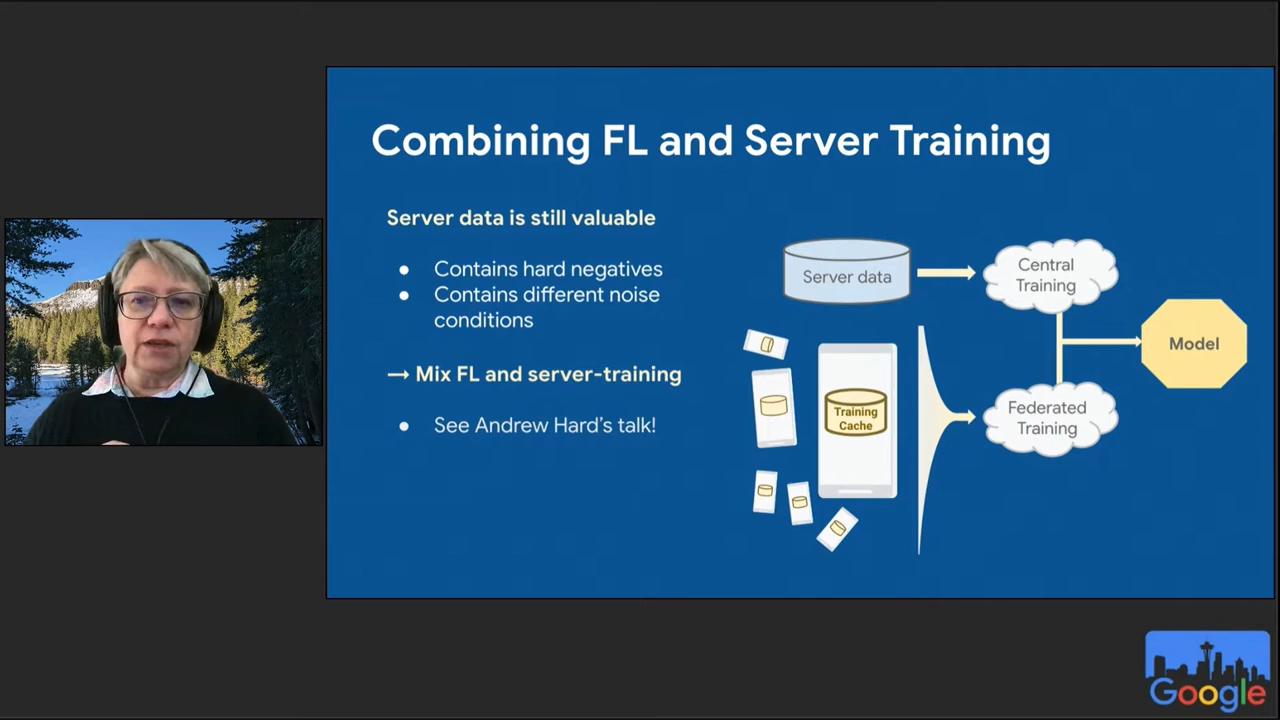 Combining FL and Server Training
Server data is still valuable
● Contains hard negatives
● Contains different noise
conditions
→ Mix FL and server-training
● See Andrew Hard's talk!
Server data
Central
Training
Training
Cache
Federated
Training
Model
Google